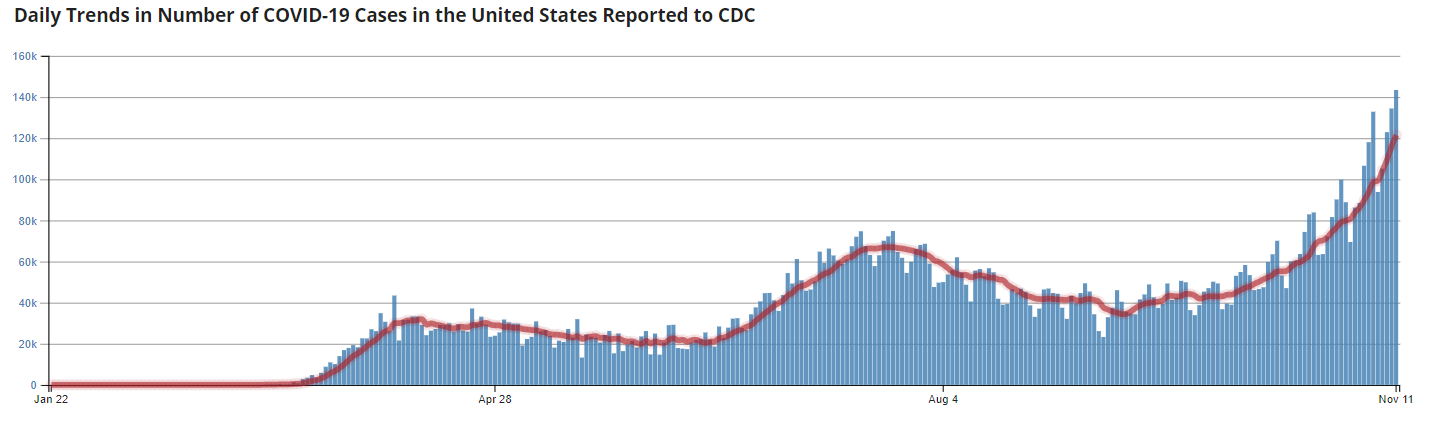 Daily Trends in Number of COVID-19 Cases in the United States Reported to CDC
160k
140k
120k
100k
80k
60k
40k
20k
0
Jan 22 Apr 28 Aug 4 Nov 11